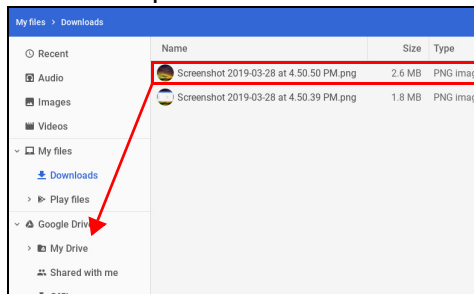 My files > Downloads
Name Size Type
Recent
Screenshot 2019-03-28 at 4.50.50 PM.png 2.6 MB PNG imag
Audio
Screenshot 2019-03-28 at 4.50.39 PM.png 1.8 MB PNG imag
Images
Videos
My files
Downloads
Play files
Google Drive
My Drive
Shared with me